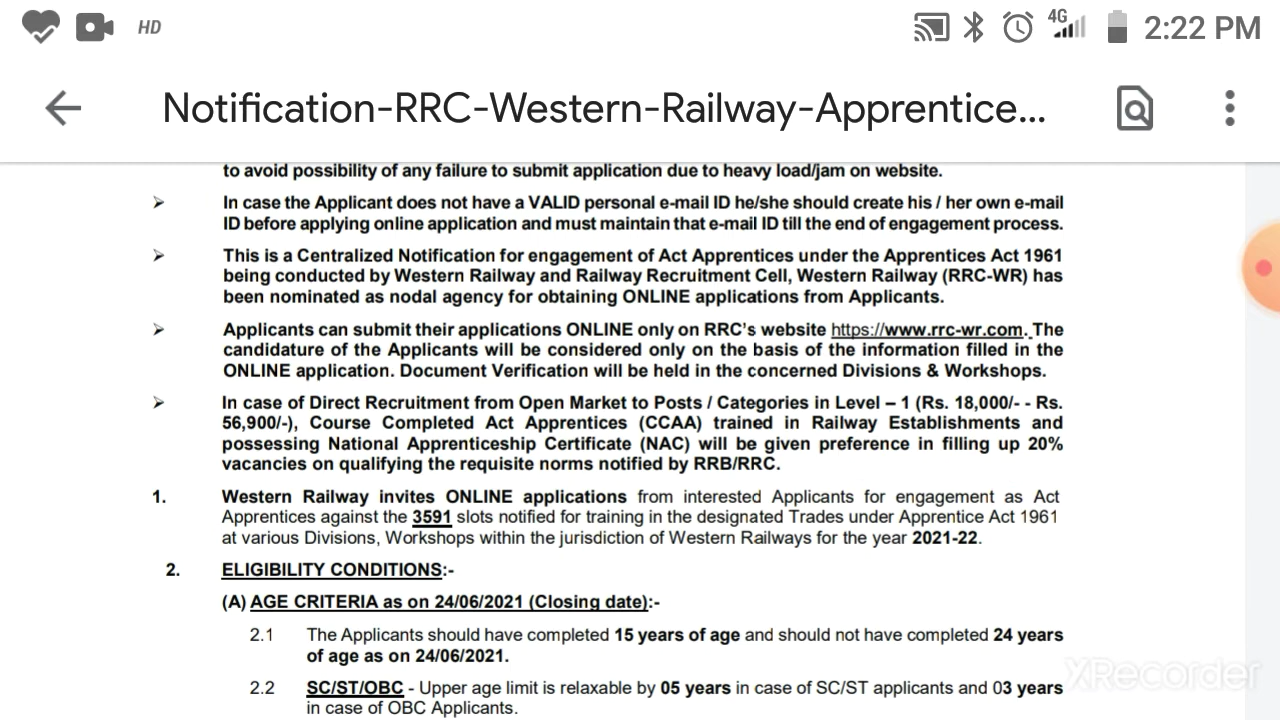 HD
4G
2:22 PM
Notification-RRC-Western-Railway-Apprentice...
to avoid possibility of any failure to submit application due to heavy load/jam on website.
➢ In case the Applicant does not have a VALID personal e-mail ID he/she should create his / her own e-mail
ID before applying online application and must maintain that e-mail ID till the end of engagement process.
➢ This is a Centralized Notification for engagement of Act Apprentices under the Apprentices Act 1961
being conducted by Western Railway and Railway Recruitment Cell, Western Railway (RRC-WR) has
been nominated as nodal agency for obtaining ONLINE applications from Applicants.
➢ Applicants can submit their applications ONLINE only on RRC's website https://www.rrc-wr.com. The
candidature of the Applicants will be considered only on the basis of the information filled in the
ONLINE application. Document Verification will be held in the concerned Divisions & Workshops.
➢ In case of Direct Recruitment from Open Market to Posts / Categories in Level – 1 (Rs. 18,000/- - Rs.
56,900/-), Course Completed Act Apprentices (CCAA) trained in Railway Establishments and
possessing National Apprenticeship Certificate (NAC) will be given preference in filling up 20%
vacancies on qualifying the requisite norms notified by RRB/RRC.
1. Western Railway invites ONLINE applications from interested Applicants for engagement as Act
Apprentices against the 3591 slots notified for training in the designated Trades under Apprentice Act 1961
at various Divisions, Workshops within the jurisdiction of Western Railways for the year 2021-22.
2. ELIGIBILITY CONDITIONS:-
(A) AGE CRITERIA as on 24/06/2021 (Closing date):-
2.1 The Applicants should have completed 15 years of age and should not have completed 24 years
of age as on 24/06/2021.
2.2 SC/ST/OBC - Upper age limit is relaxable by 05 years in case of SC/ST applicants and 03 years
in case of OBC Applicants.
XRecorder